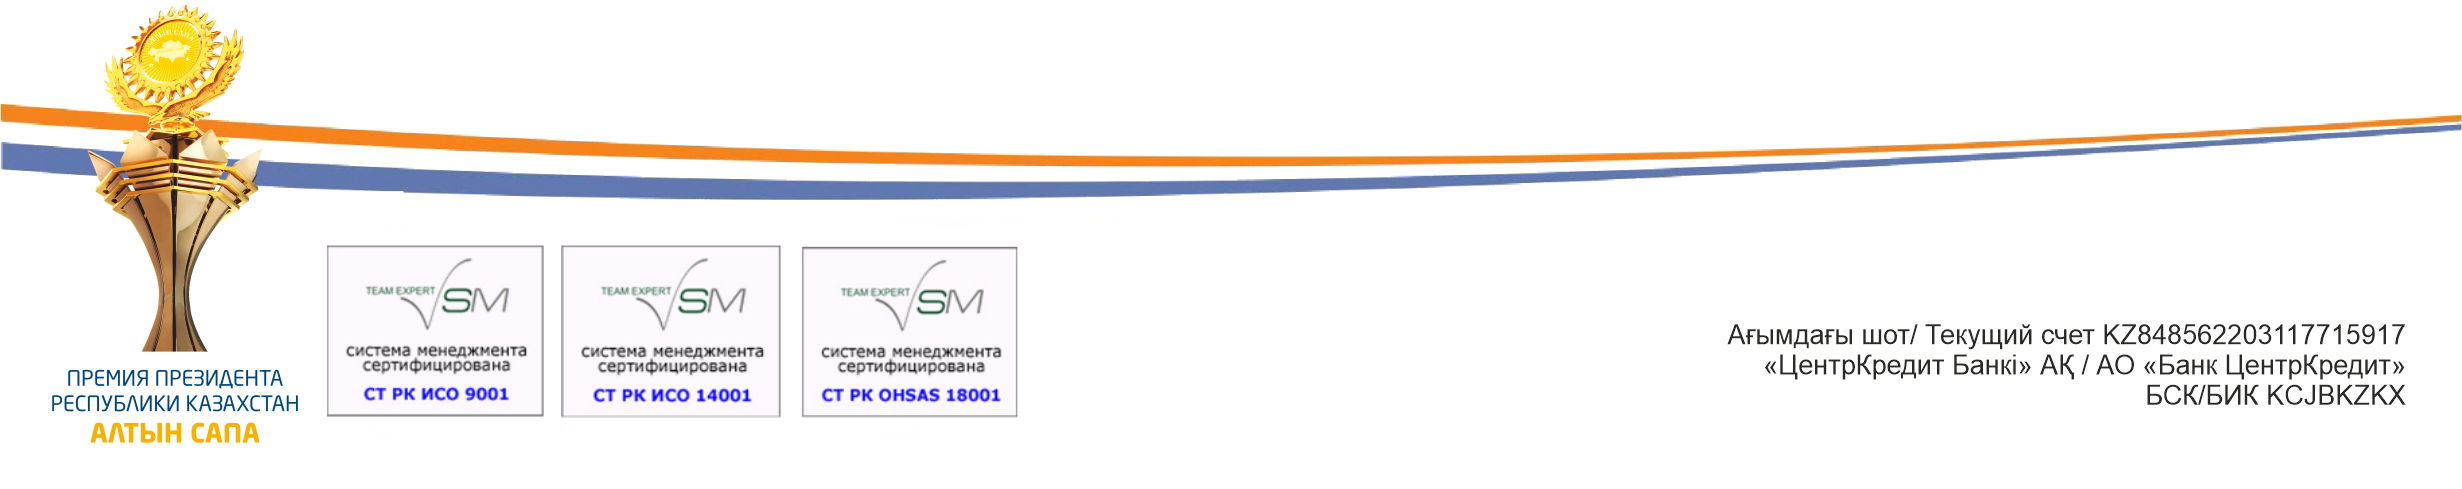 АЛТЫН САПА
ПРЕМИЯ ПРЕЗИДЕНТА
РЕСПУБЛИКИ КАЗАХСТАН
АЛТЫН САПА
TEAM EXPERT SM
система менеджмента
сертифицирована
СТ РК ИСО 9001
TEAM EXPERT SM
система менеджмента
сертифицирована
СТ РК ИСО 14001
TEAM EXPERT SM
система менеджмента
сертифицирована
СТ РК OHSAS 18001
Ағымдағы шот/ Текущий счет KZ848562203117715917
«ЦентрКредит Банкі» АҚ / АО «Банк ЦентрКредит»
БСК/БИК KCJBKZKX